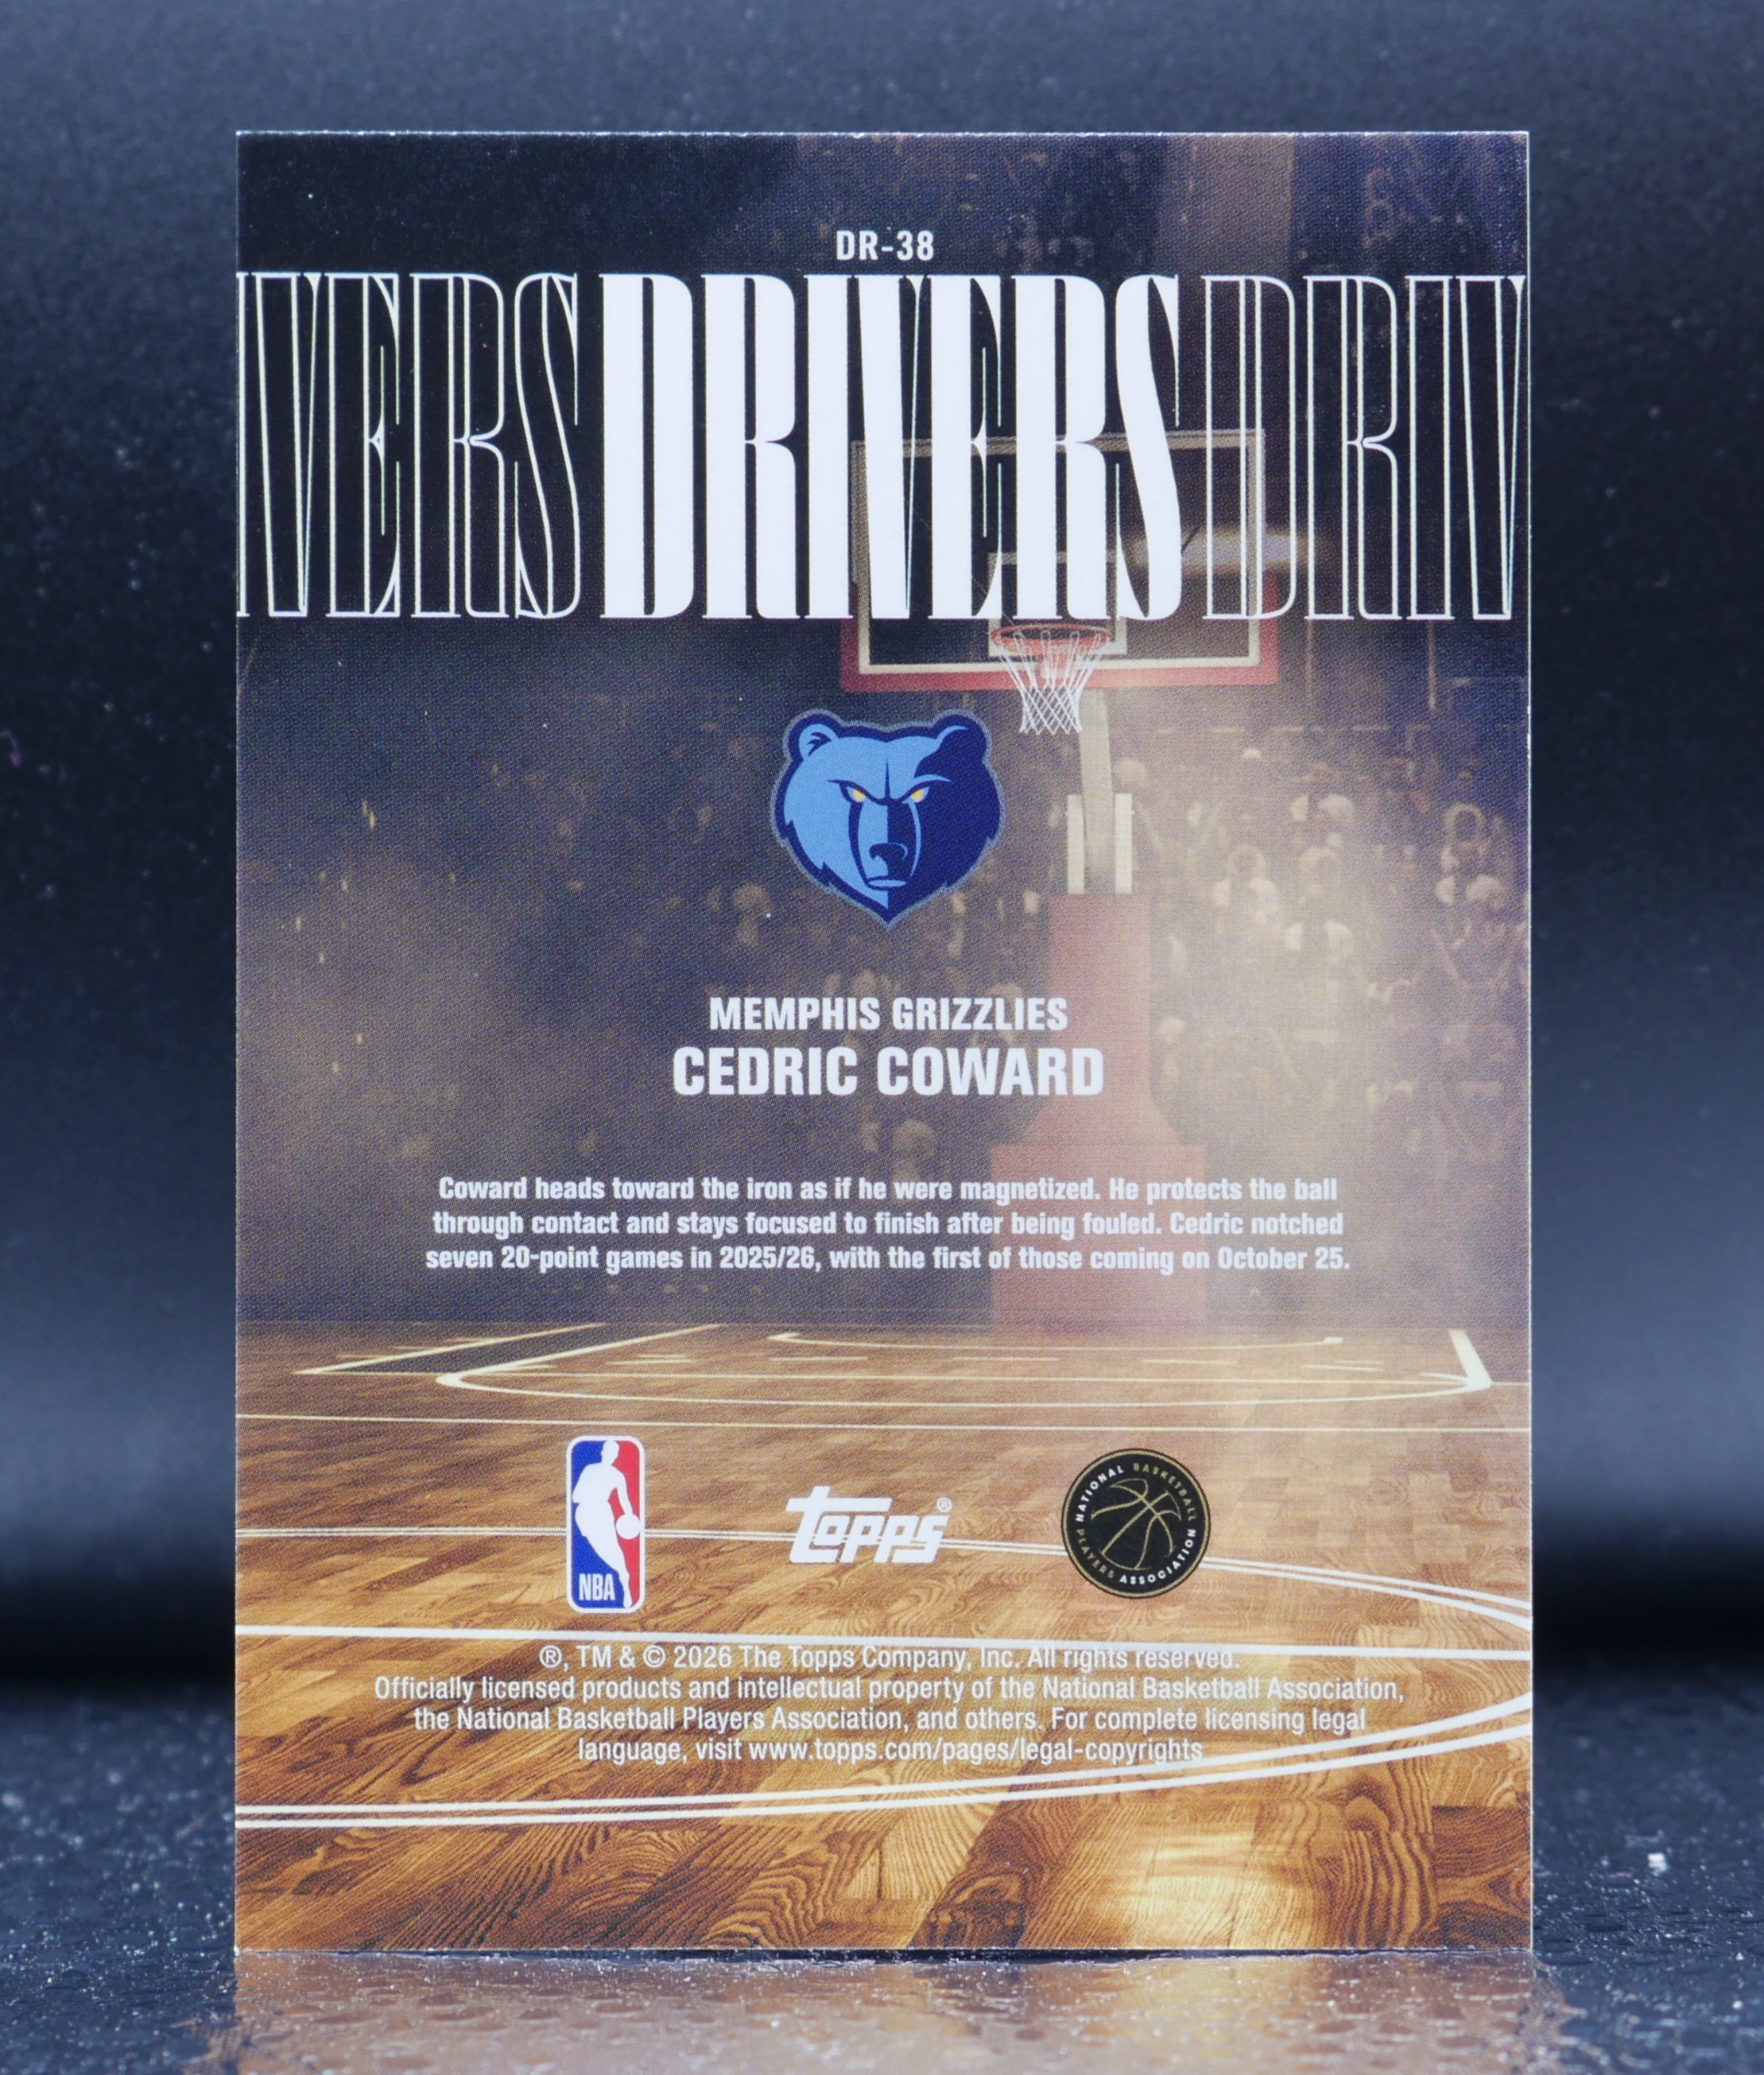 DR-38
IVERS DRIVERS DRIV
MEMPHIS GRIZZLIES
CEDRIC COWARD
Coward heads toward the iron as if he were magnetized. He protects the ball
through contact and stays focused to finish after being fouled. Cedric notched
seven 20-point games in 2025/26, with the first of those coming on October 25.
NBA
topps®
NATIONAL BASKETBALL
PLAYERS ASSOCIATION
®, TM & © 2026 The Topps Company, Inc. All rights reserved.
Officially licensed products and intellectual property of the National Basketball Association,
the National Basketball Players Association, and others. For complete licensing legal
language, visit www.topps.com/pages/legal-copyrights